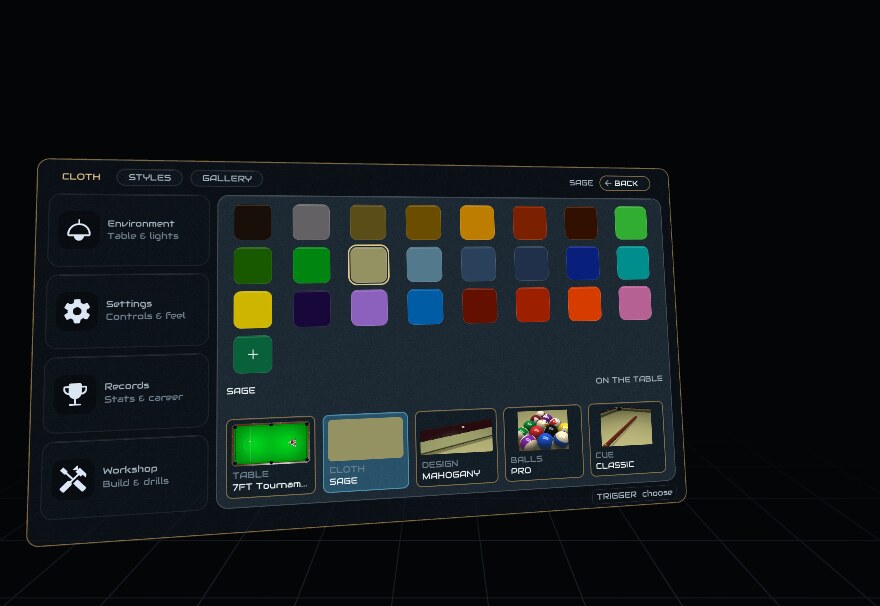 CLOTH
STYLES
GALLERY
SAGE
← BACK
Environment
Table & lights
Settings
Controls & feel
Records
Stats & career
Workshop
Build & drills
+
SAGE
ON THE TABLE
TABLE
7FT Tournam...
CLOTH
SAGE
DESIGN
MAHOGANY
BALLS
PRO
CUE
CLASSIC
TRIGGER choose